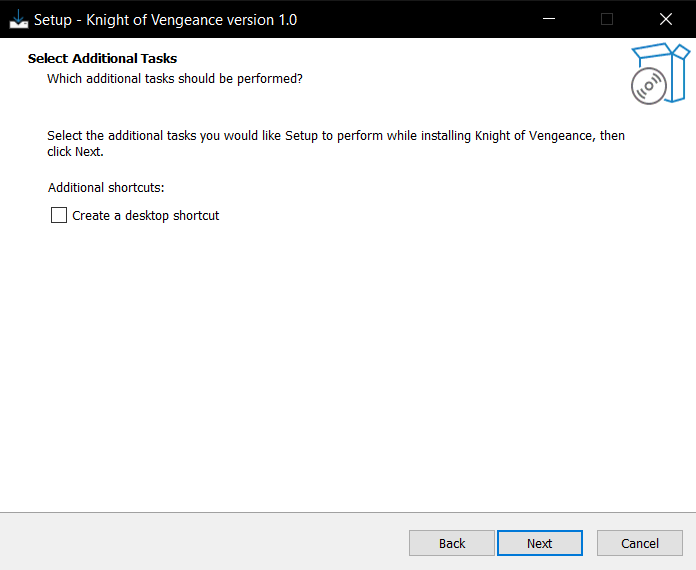 Setup - Knight of Vengeance version 1.0
Select Additional Tasks
Which additional tasks should be performed?
Select the additional tasks you would like Setup to perform while installing Knight of Vengeance, then
click Next.
Additional shortcuts:
Create a desktop shortcut
Back
Next
Cancel